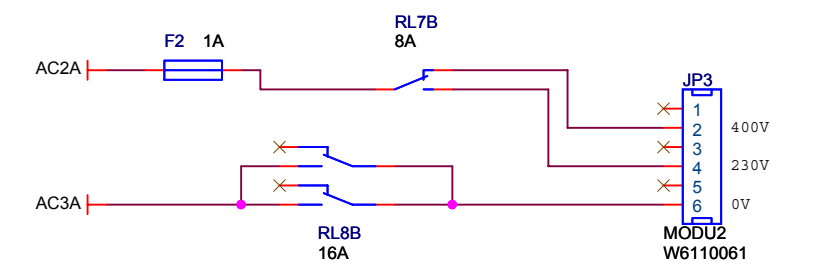 RL7B
8A
F2 1A
AC2A
JP3
1
2 400V
3
4 230V
5
6 0V
AC3A
RL8B
16A
MODU2
W6110061